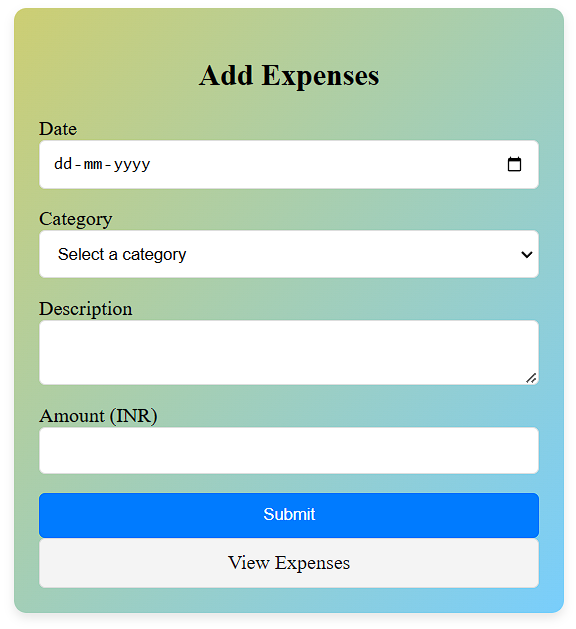 Add Expenses
Date
dd-mm-yyyy
Category
Select a category
Description
Amount (INR)
Submit
View Expenses